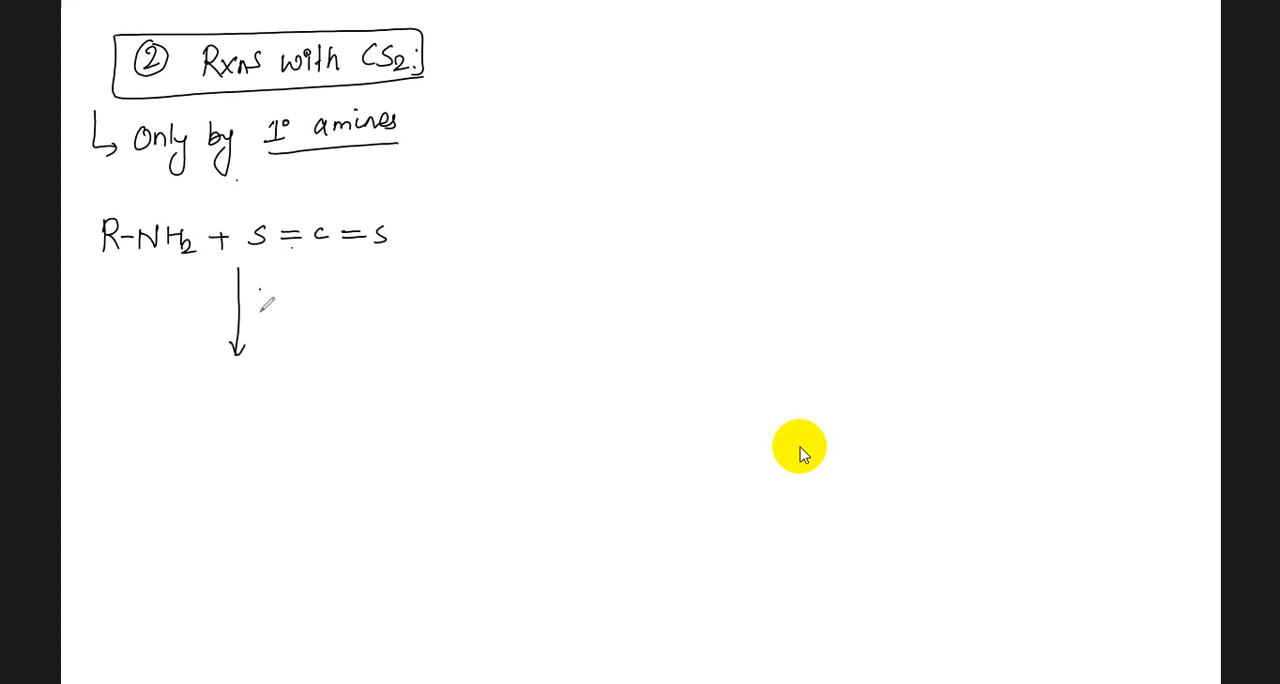 ② Rxns with CS₂:
↳ Only by 1° amines
R-NH₂ + S=C=S